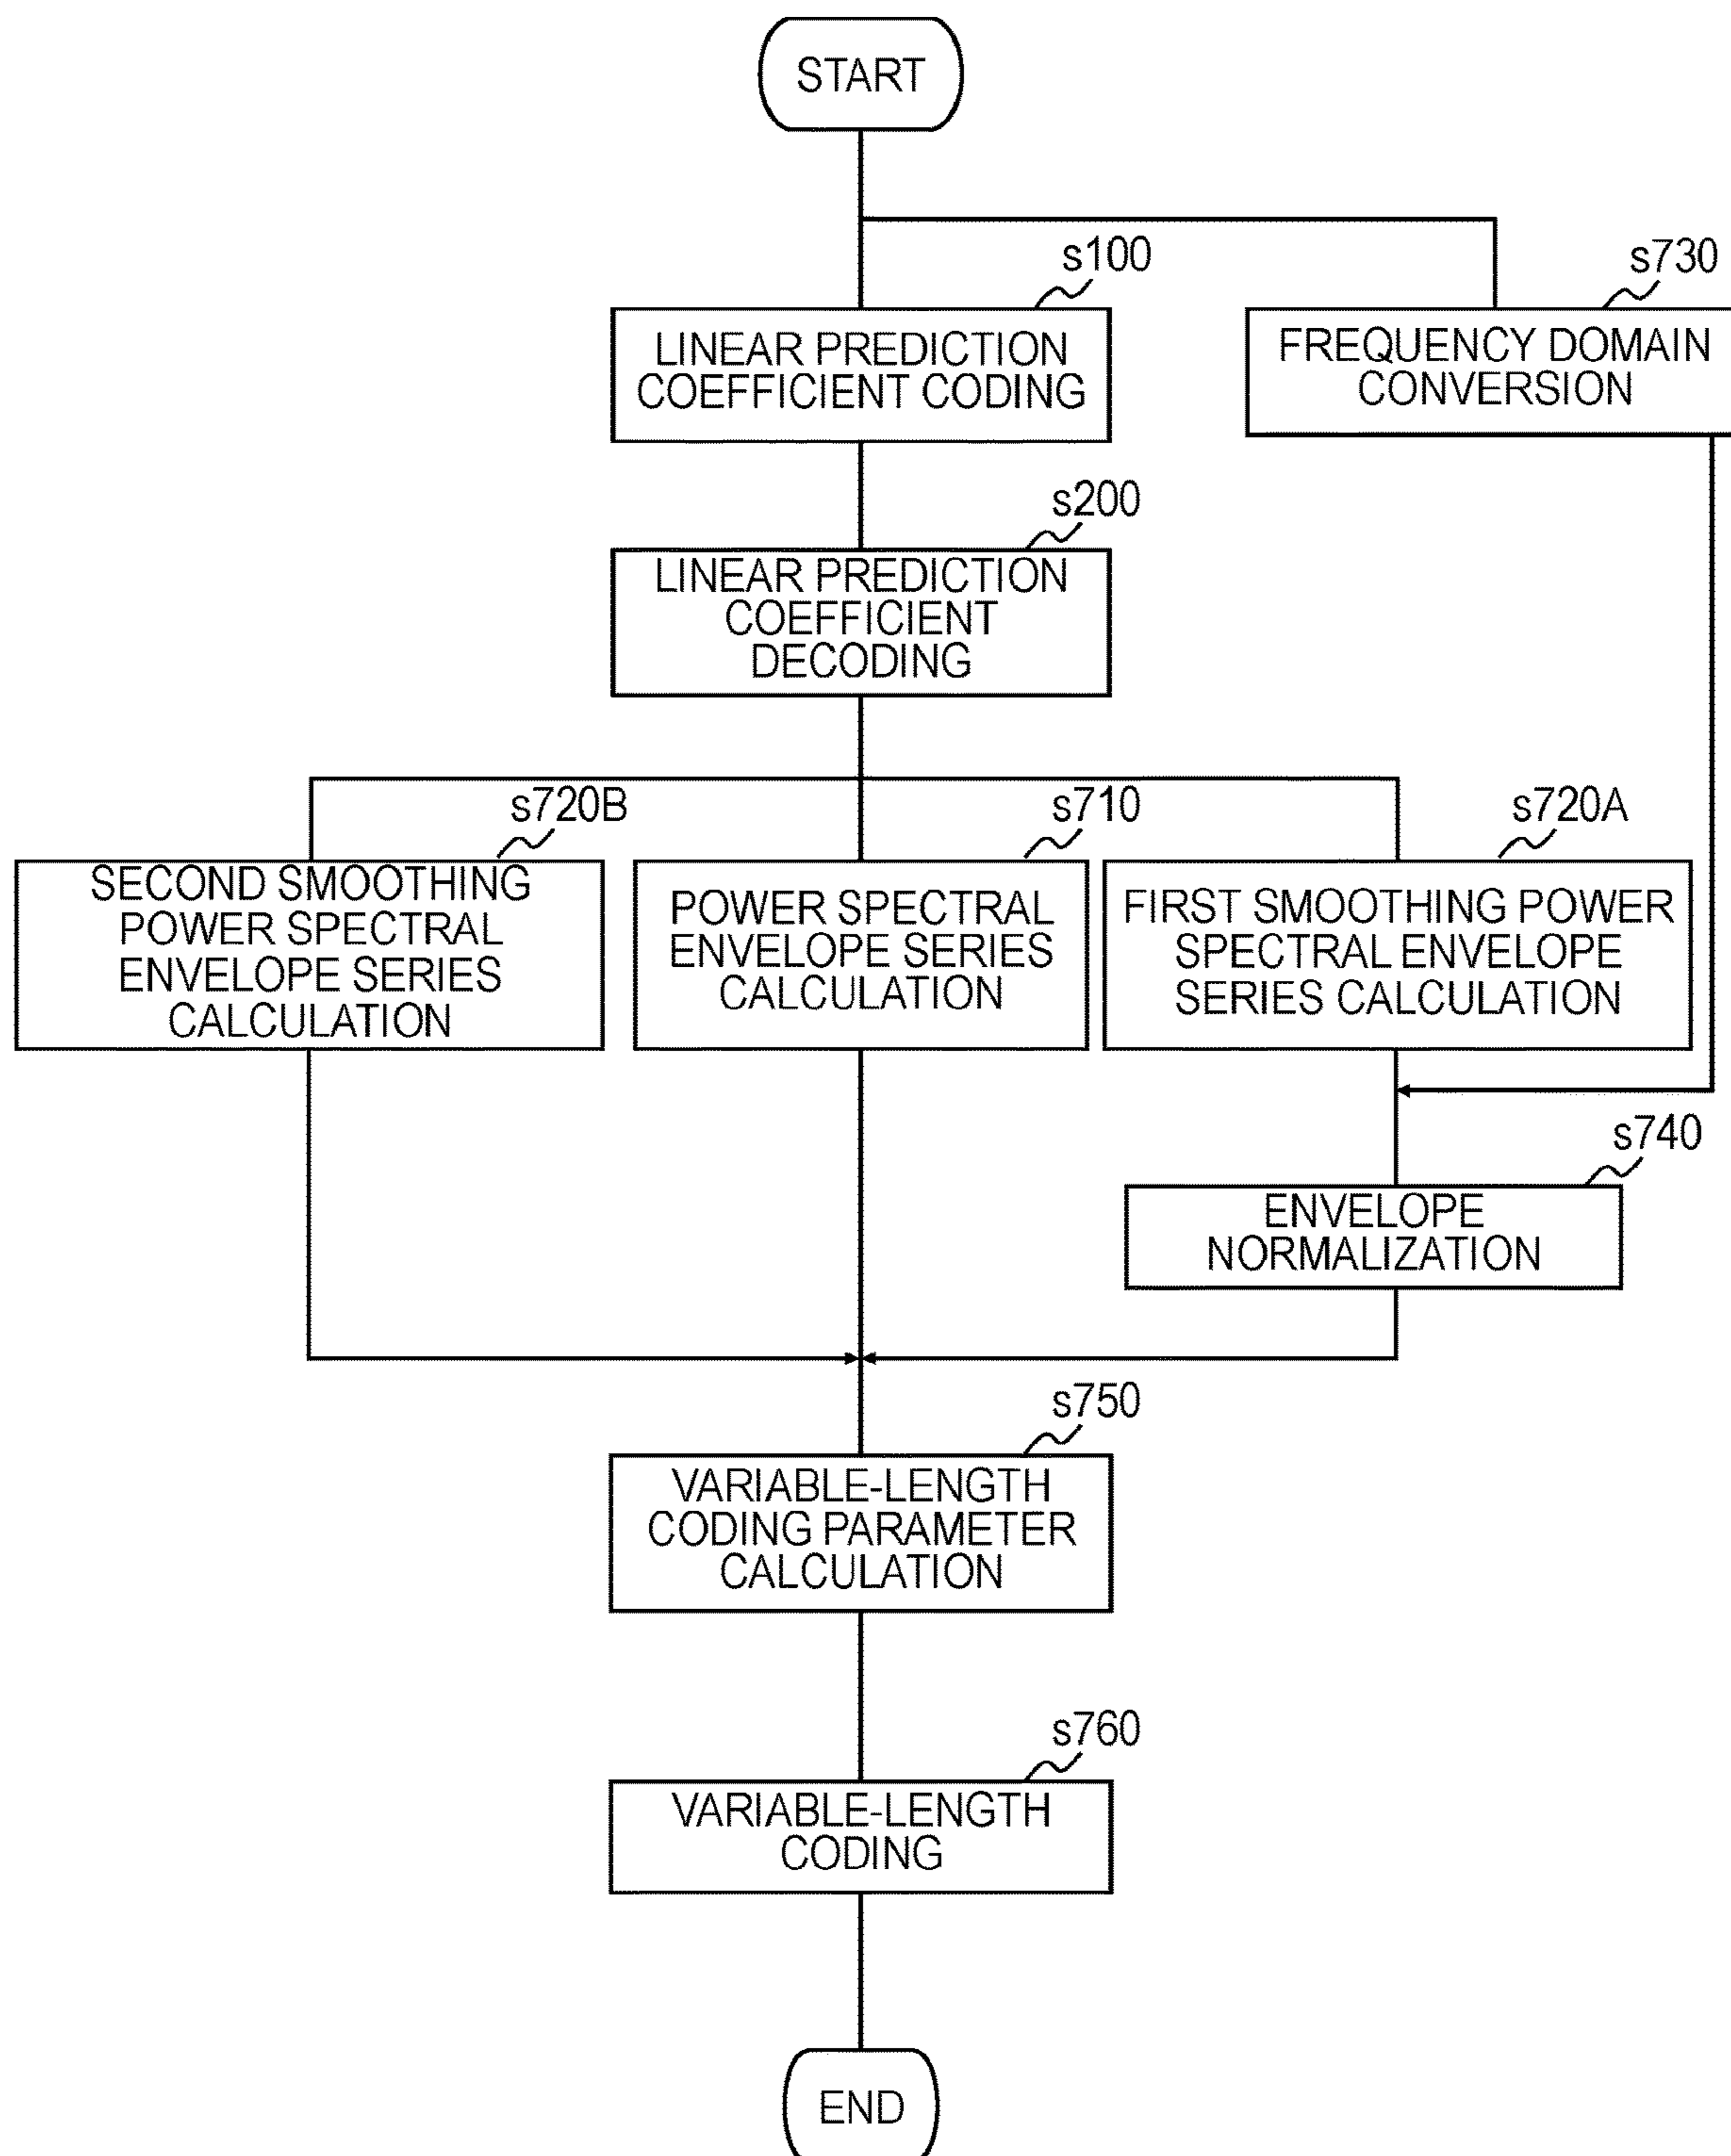 START
s100
LINEAR PREDICTION
COEFFICIENT CODING
s730
FREQUENCY DOMAIN
CONVERSION
s200
LINEAR PREDICTION
COEFFICIENT
DECODING
s720B
SECOND SMOOTHING
POWER SPECTRAL
ENVELOPE SERIES
CALCULATION
s710
POWER SPECTRAL
ENVELOPE SERIES
CALCULATION
s720A
FIRST SMOOTHING POWER
SPECTRAL ENVELOPE
SERIES CALCULATION
s740
ENVELOPE
NORMALIZATION
s750
VARIABLE-LENGTH
CODING PARAMETER
CALCULATION
s760
VARIABLE-LENGTH
CODING
END